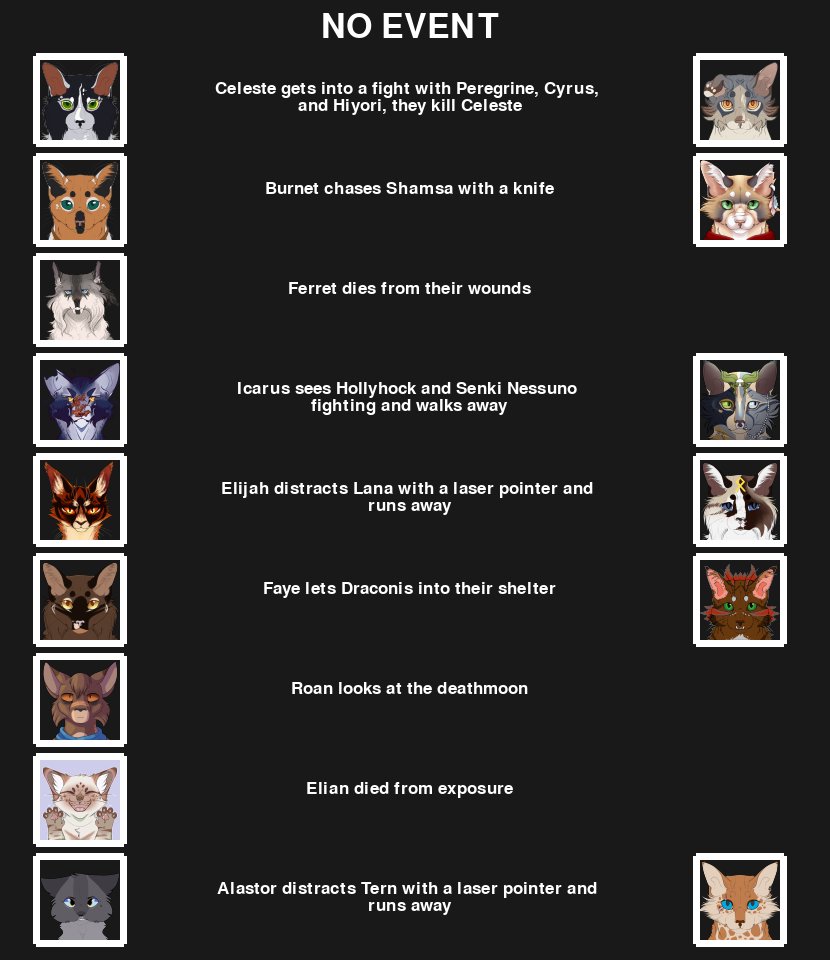 NO EVENT
Celeste gets into a fight with Peregrine, Cyrus,
and Hiyori, they kill Celeste
Burnet chases Shamsa with a knife
Ferret dies from their wounds
Icarus sees Hollyhock and Senki Nessuno
fighting and walks away
Elijah distracts Lana with a laser pointer and
runs away
Faye lets Draconis into their shelter
Roan looks at the deathmoon
Elian died from exposure
Alastor distracts Tern with a laser pointer and
runs away